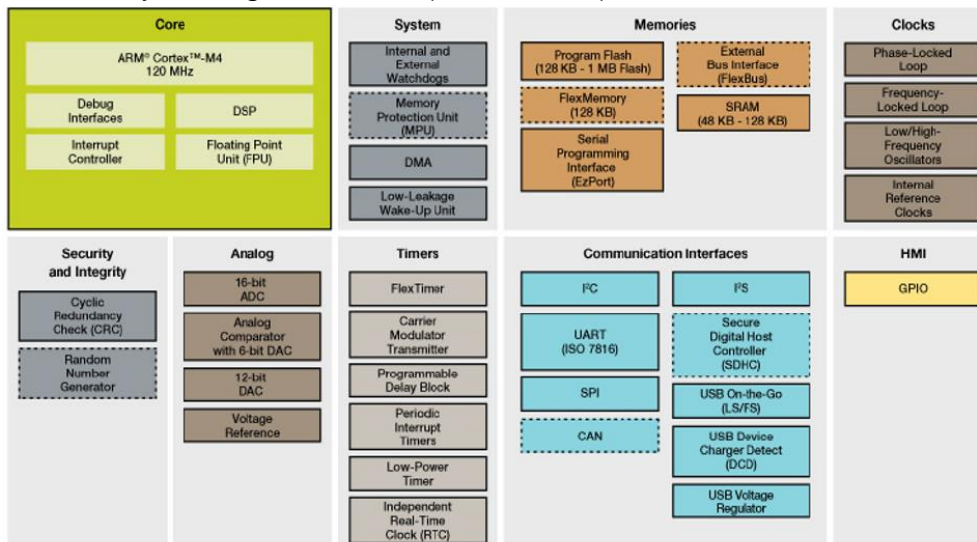 Core
ARM® Cortex™-M4
120 MHz
Debug
Interfaces
DSP
Interrupt
Controller
Floating Point
Unit (FPU)
System
Internal and
External
Watchdogs
Memory
Protection Unit
(MPU)
DMA
Low-Leakage
Wake-Up Unit
Memories
Program Flash
(128 KB - 1 MB Flash)
External
Bus Interface
(FlexBus)
FlexMemory
(128 KB)
SRAM
(48 KB - 128 KB)
Serial
Programming
Interface
(EzPort)
Clocks
Phase-Locked
Loop
Frequency-
Locked Loop
Low/High-
Frequency
Oscillators
Internal
Reference
Clocks
Security
and Integrity
Cyclic
Redundancy
Check (CRC)
Random
Number
Generator
Analog
16-bit
ADC
Analog
Comparator
with 6-bit DAC
12-bit
DAC
Voltage
Reference
Timers
FlexTimer
Carrier
Modulator
Transmitter
Programmable
Delay Block
Periodic
Interrupt
Timers
Low-Power
Timer
Independent
Real-Time
Clock (RTC)
Communication Interfaces
I²C
I²S
UART
(ISO 7816)
Secure
Digital Host
Controller
(SDHC)
SPI
USB On-the-Go
(LS/FS)
CAN
USB Device
Charger Detect
(DCD)
USB Voltage
Regulator
HMI
GPIO